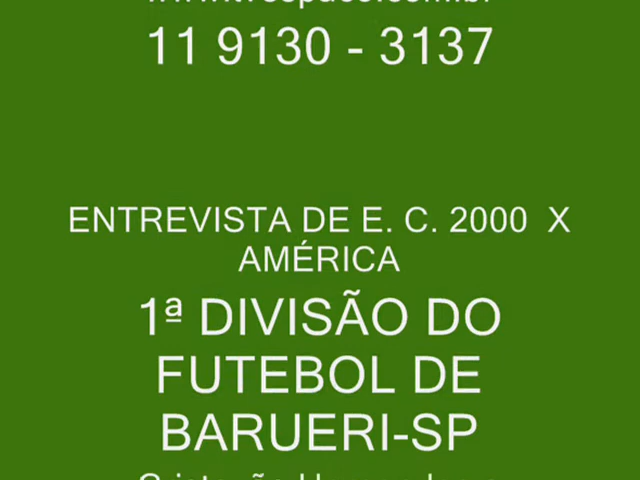 11 9130 - 3137
ENTREVISTA DE E. C. 2000 X
AMÉRICA
1ª DIVISÃO DO
FUTEBOL DE
BARUERI-SP